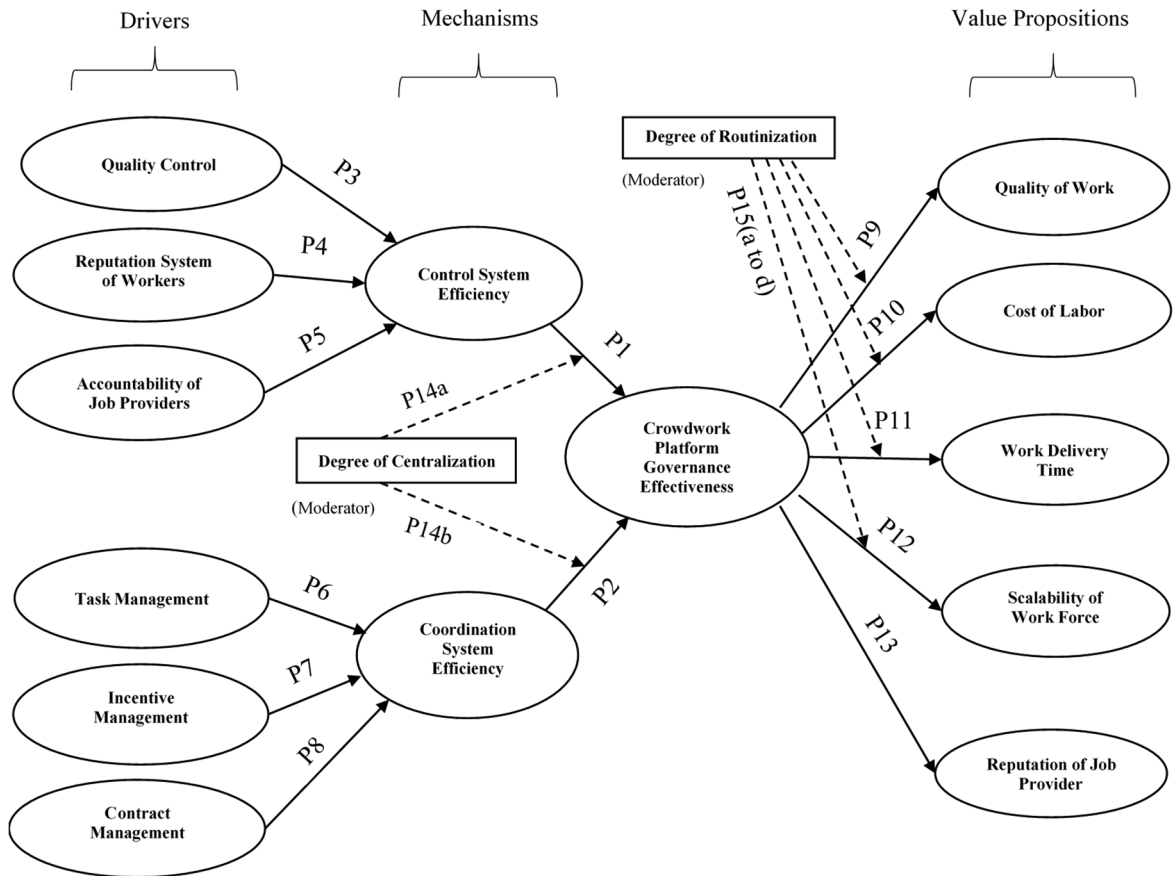 Drivers
Mechanisms
Value Propositions
Quality Control
Reputation System
of Workers
Accountability of
Job Providers
Task Management
Incentive
Management
Contract
Management
P3
P4
P5
P6
P7
P8
Control System
Efficiency
Coordination
System
Efficiency
Degree of Centralization
(Moderator)
P14a
P14b
P1
P2
Crowdwork
Platform
Governance
Effectiveness
Degree of Routinization
(Moderator)
P15(a to d)
P9
P10
P11
P12
P13
Quality of Work
Cost of Labor
Work Delivery
Time
Scalability of
Work Force
Reputation of Job
Provider